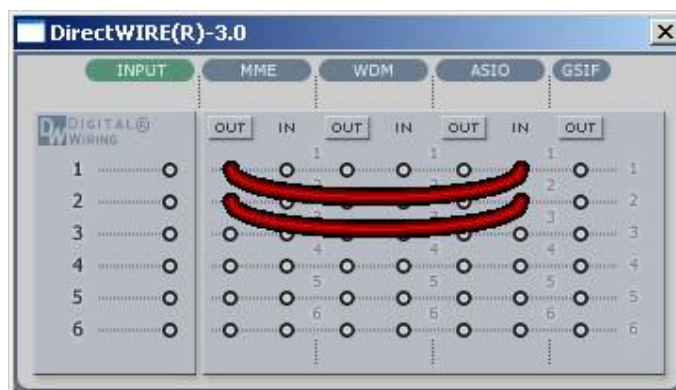 DirectWIRE(R)-3.0
INPUT MME WDM ASIO GSIF
DW DIGITAL®
WIRING
OUT IN OUT IN OUT IN OUT
1 1 1 1 1
2 2 2 2 2
3 3 3 3 3
4 4 4 4 4
5 5 5 5 5
6 6 6 6 6